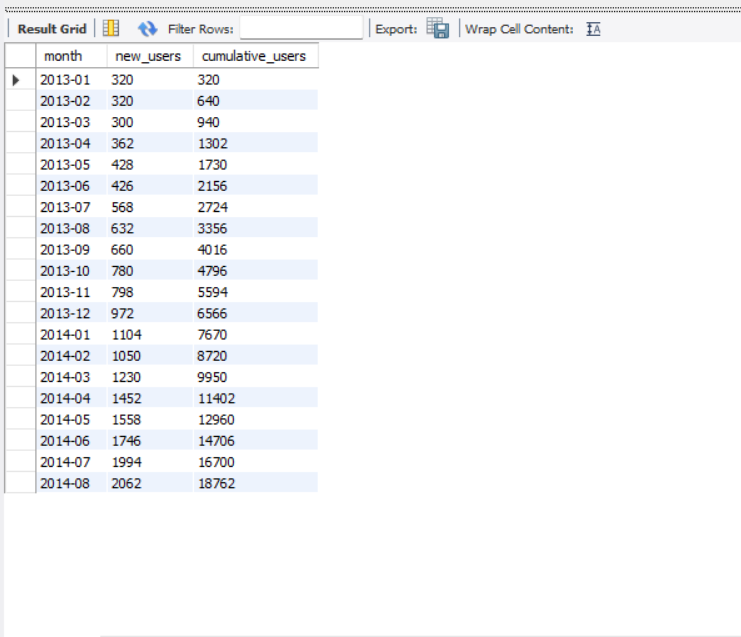 Result Grid Filter Rows: Export: Wrap Cell Content: IA
month new_users cumulative_users
2013-01 320 320
2013-02 320 640
2013-03 300 940
2013-04 362 1302
2013-05 428 1730
2013-06 426 2156
2013-07 568 2724
2013-08 632 3356
2013-09 660 4016
2013-10 780 4796
2013-11 798 5594
2013-12 972 6566
2014-01 1104 7670
2014-02 1050 8720
2014-03 1230 9950
2014-04 1452 11402
2014-05 1558 12960
2014-06 1746 14706
2014-07 1994 16700
2014-08 2062 18762